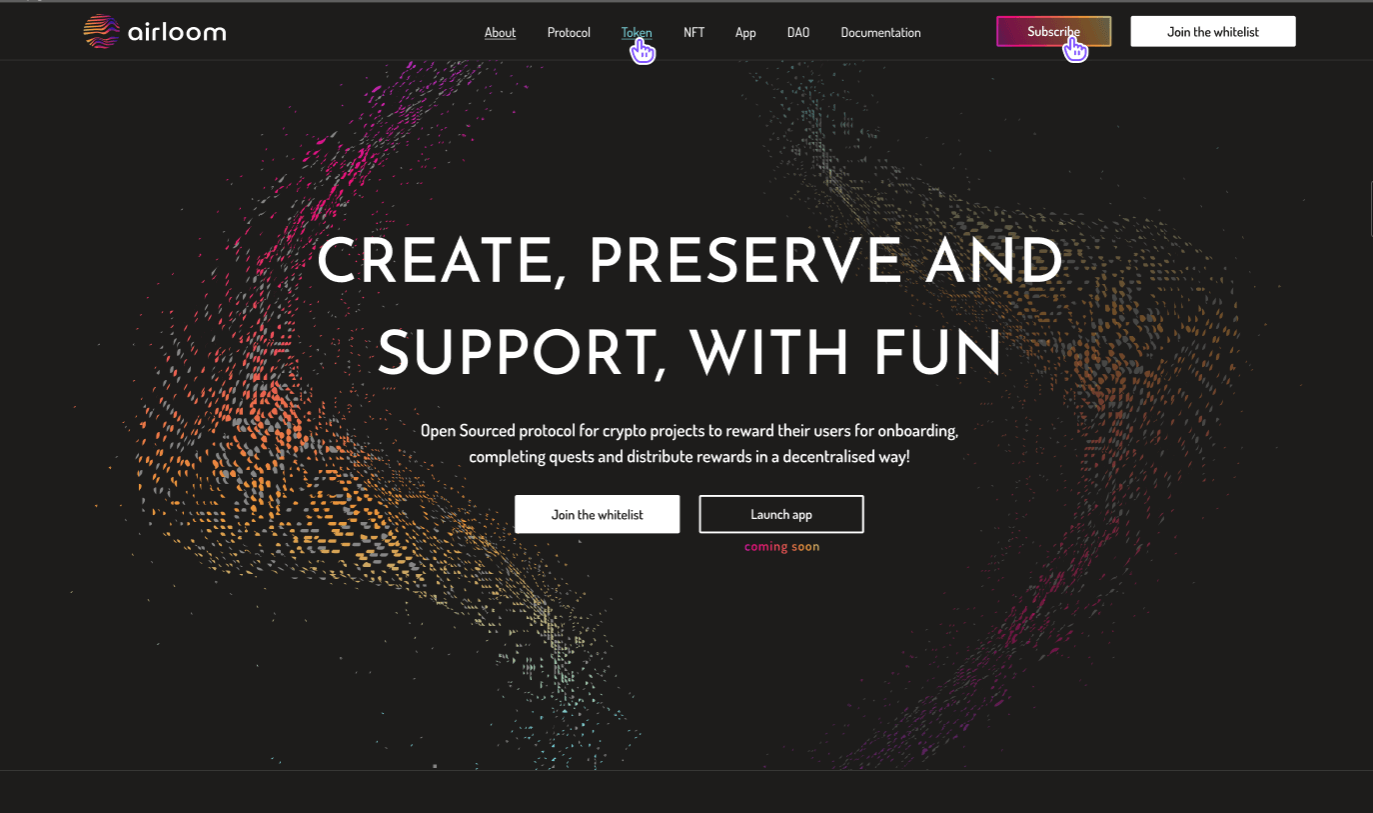 airloom
About
Protocol
Token
NFT
App
DAO
Documentation
Subscribe
Join the whitelist
CREATE, PRESERVE AND
SUPPORT, WITH FUN
Open Sourced protocol for crypto projects to reward their users for onboarding,
completing quests and distribute rewards in a decentralised way!
Join the whitelist
Launch app
coming soon